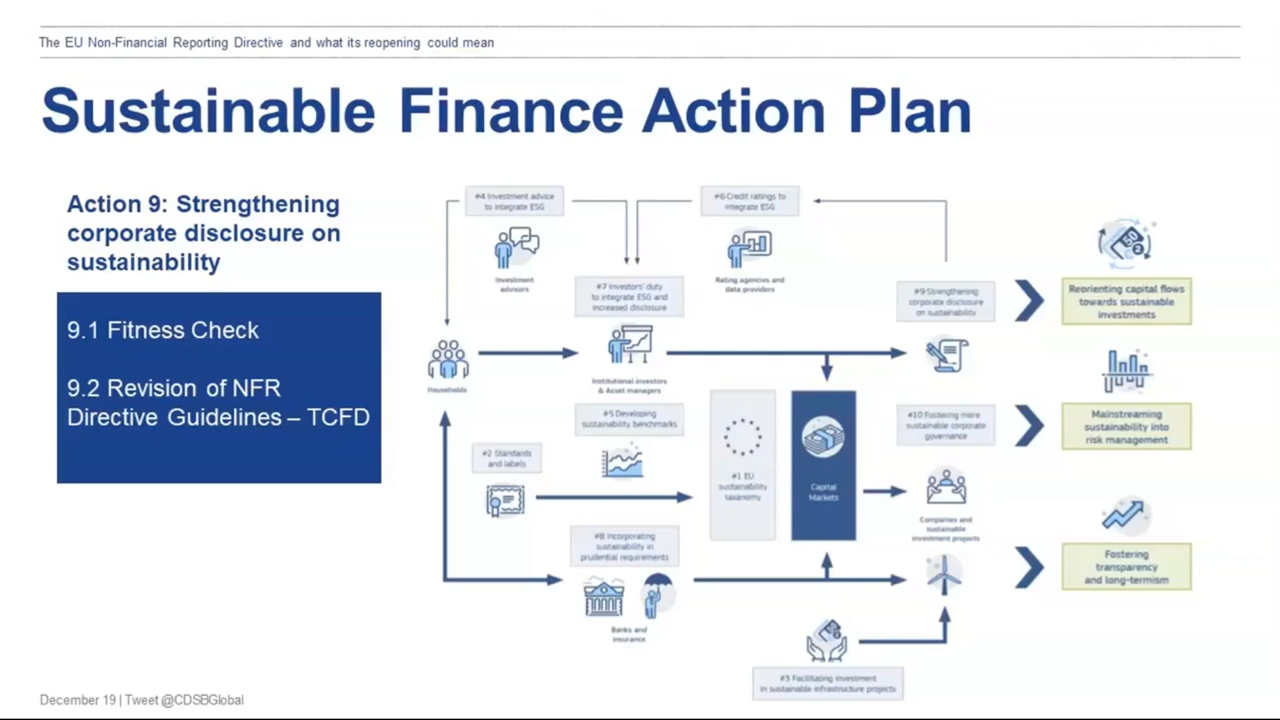 The EU Non-Financial Reporting Directive and what its reopening could mean
Sustainable Finance Action Plan
Action 9: Strengthening
corporate disclosure on
sustainability
9.1 Fitness Check
9.2 Revision of NFR
Directive Guidelines – TCFD
#4 Investment advice
to integrate ESG
Investment
advisors
#6 Credit ratings to
integrate ESG
Rating agencies and
data providers
#7 Investors' duty
to integrate ESG and
increased disclosure
Institutional investors
& Asset managers
Households
#5 Developing
sustainability benchmarks
#2 Standards
and labels
#8 Incorporating
sustainability in
prudential requirements
Banks and
insurance
#1 EU
sustainability
taxonomy
Capital
Markets
#9 Strengthening
corporate disclosure
on sustainability
#10 Fostering more
sustainable corporate
governance
Companies and
sustainable
investment projects
#3 Facilitating investment
in sustainable infrastructure projects
Reorienting capital flows
towards sustainable
investments
Mainstreaming
sustainability into
risk management
Fostering
transparency
and long-termism
December 19 | Tweet @CDSBGlobal